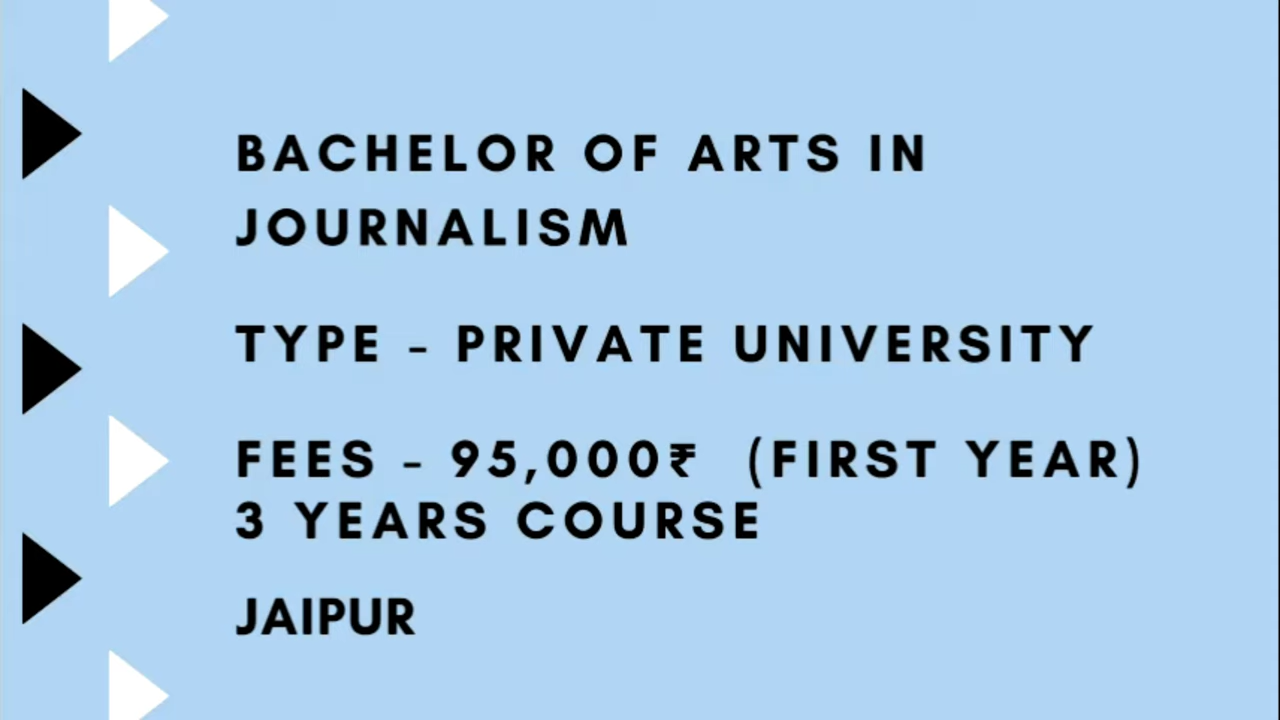 BACHELOR OF ARTS IN
JOURNALISM
TYPE - PRIVATE UNIVERSITY
FEES - 95,000₹ (FIRST YEAR)
3 YEARS COURSE
JAIPUR